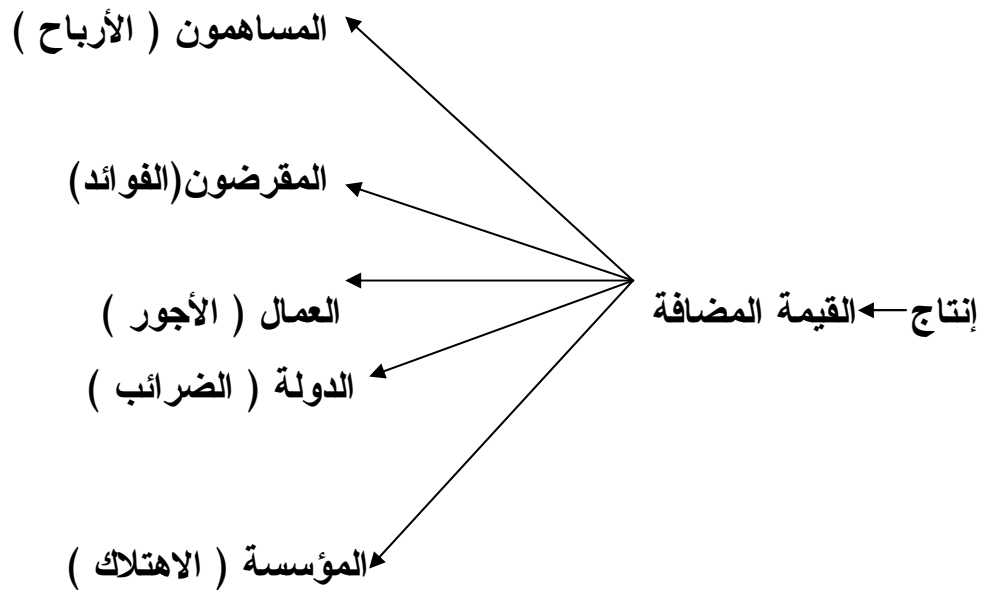 المساهمون ( الأرباح )
المقرضون(الفوائد)
إنتاج القيمة المضافة العمال ( الأجور )
الدولة ( الضرائب )
المؤسسة ( الاهتلاك )